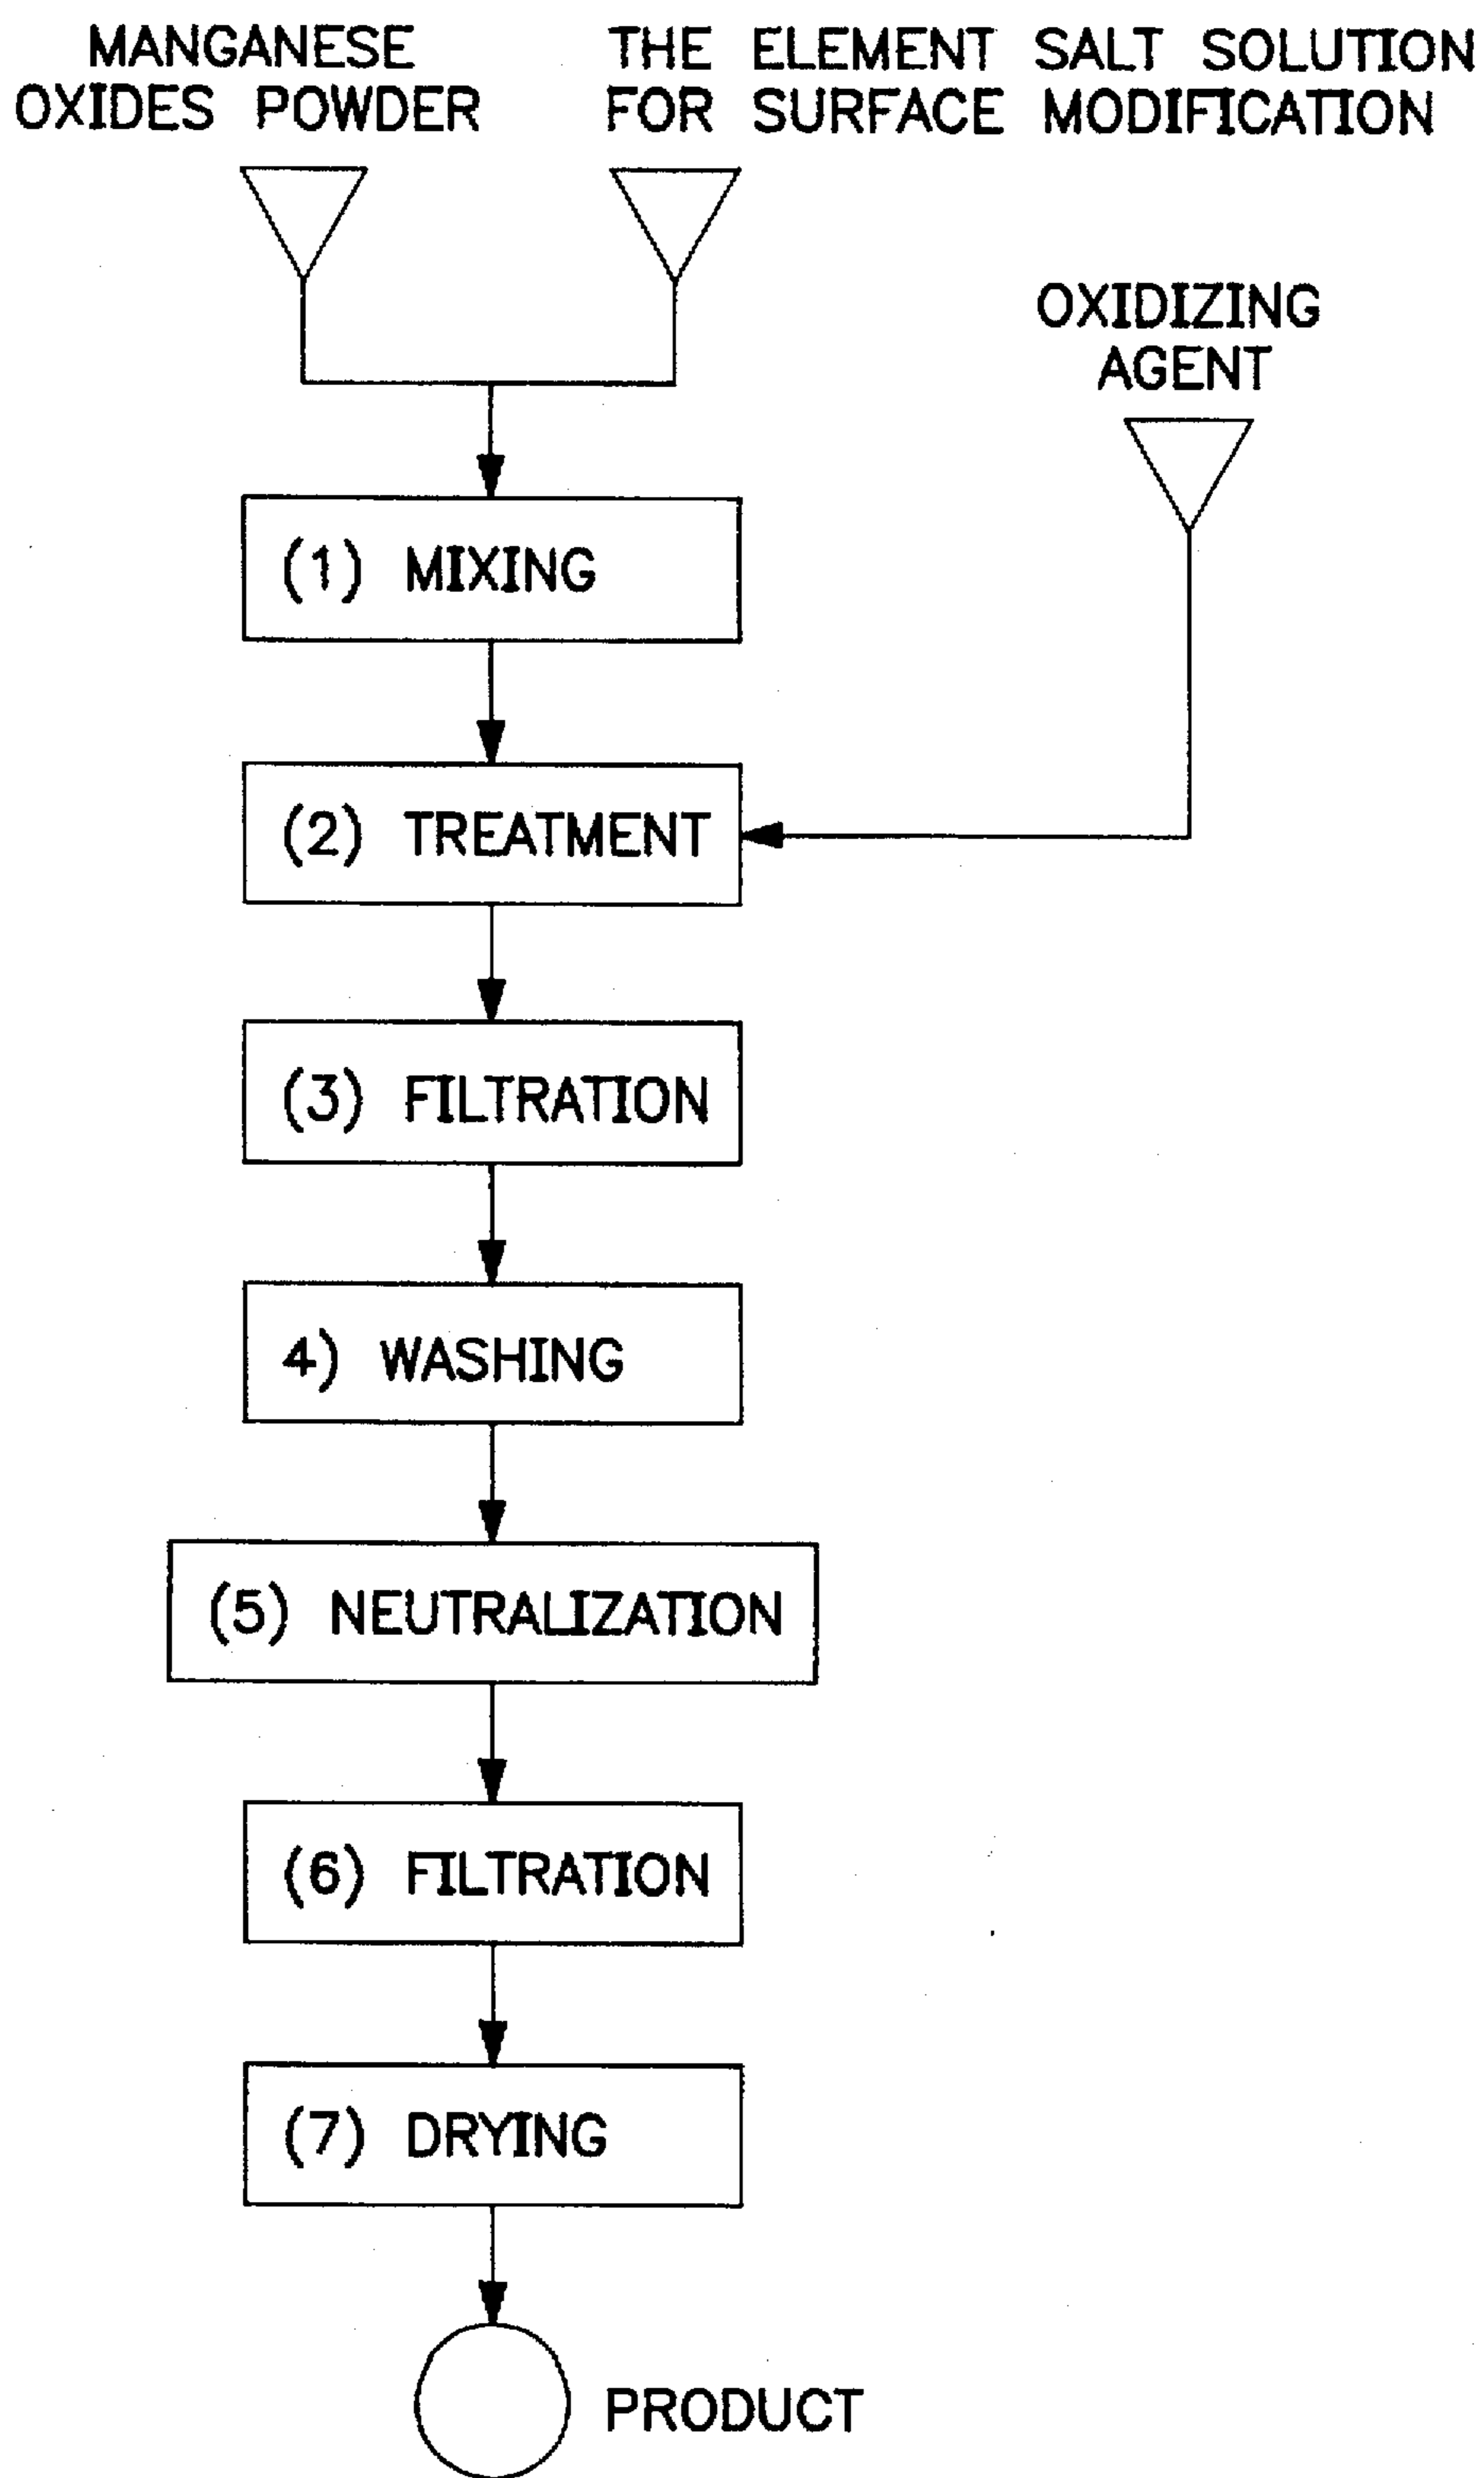 MANGANESE
OXIDES POWDER
THE ELEMENT SALT SOLUTION
FOR SURFACE MODIFICATION
OXIDIZING
AGENT
(1) MIXING
(2) TREATMENT
(3) FILTRATION
4) WASHING
(5) NEUTRALIZATION
(6) FILTRATION
(7) DRYING
PRODUCT